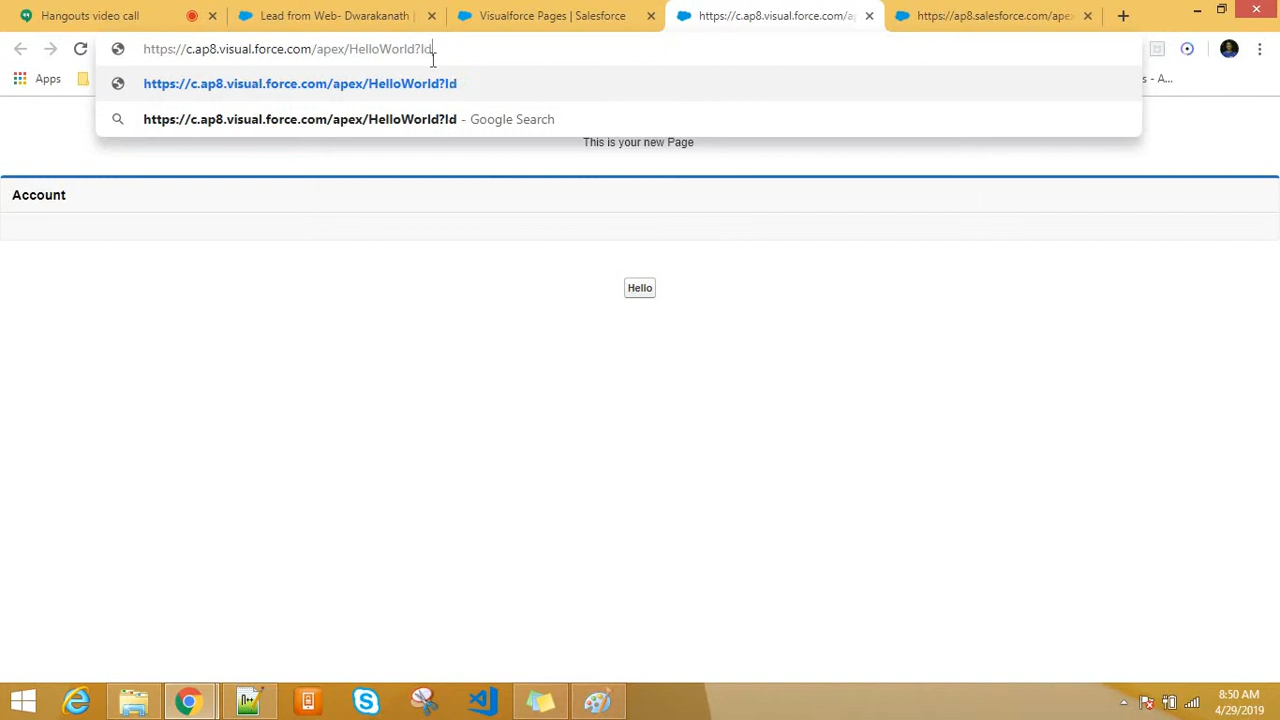 Hangouts video call
Lead from Web- Dwarakanath
Visualforce Pages | Salesforce
https://c.ap8.visual.force.com/ap
https://ap8.salesforce.com/apex
https://c.ap8.visual.force.com/apex/HelloWorld?Id
Apps
https://c.ap8.visual.force.com/apex/HelloWorld?Id
s - A...
https://c.ap8.visual.force.com/apex/HelloWorld?Id - Google Search
This is your new Page
Account
Hello
8:50 AM
4/29/2019